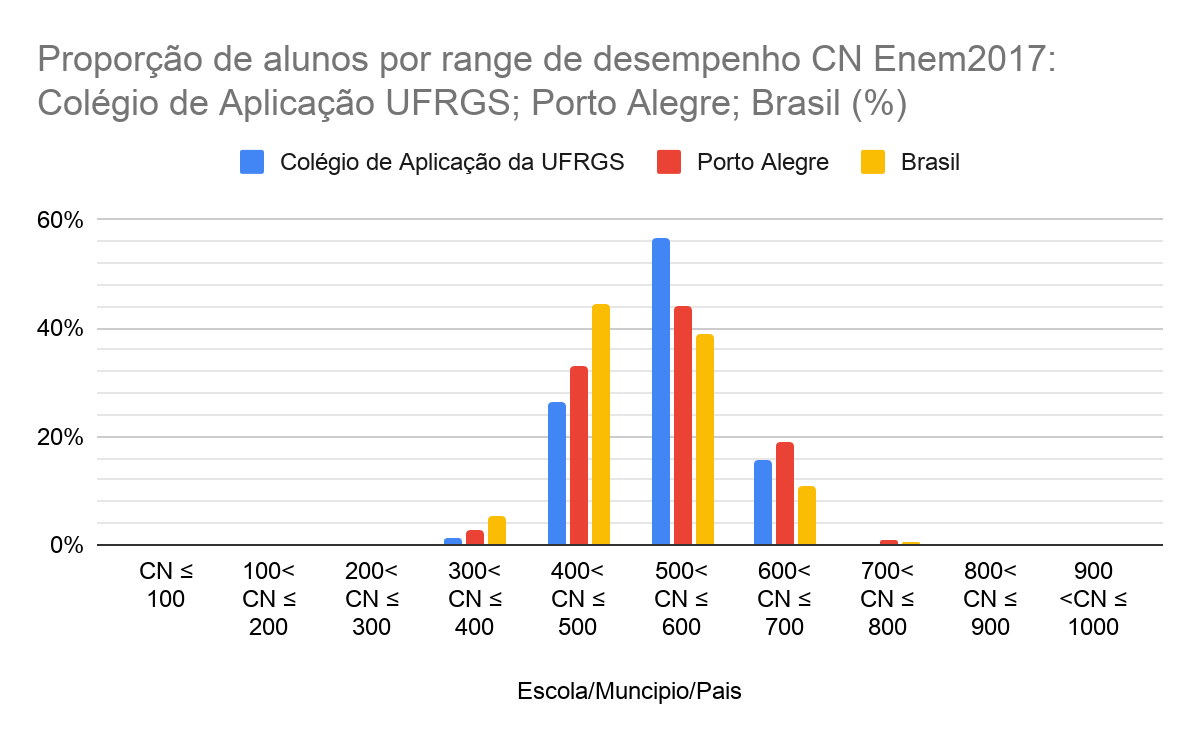 Proporção de alunos por range de desempenho CN Enem2017:
Colégio de Aplicação UFRGS; Porto Alegre; Brasil (%)
Colégio de Aplicação da UFRGS Porto Alegre Brasil
60%
40%
20%
0%
CN ≤ 100< 200< 300< 400< 500< 600< 700< 800< 900
100 CN ≤ CN ≤ CN ≤ CN ≤ CN ≤ CN ≤ CN ≤ CN ≤ <CN ≤
200 300 400 500 600 700 800 900 1000
Escola/Muncipio/Pais